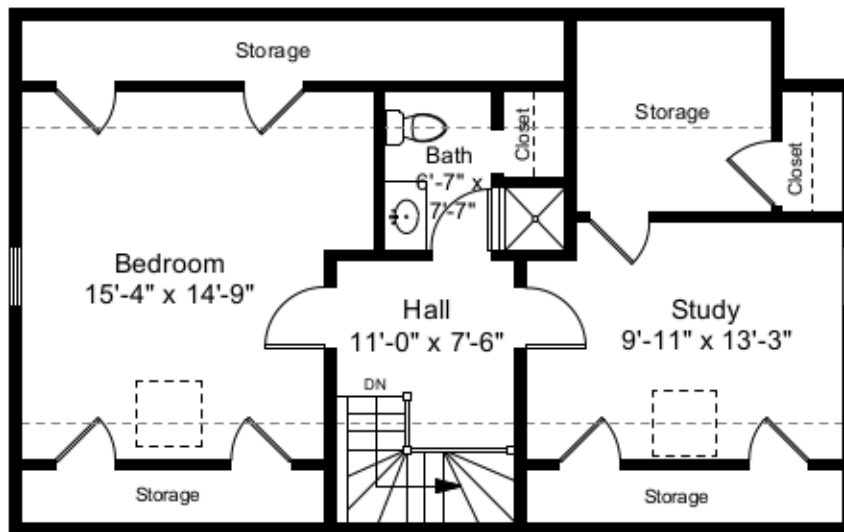 Storage
Storage
Closet
Bath
6'-7" x
7'-7"
Closet
Bedroom
15'-4" x 14'-9"
Hall
11'-0" x 7'-6"
Study
9'-11" x 13'-3"
DN
Storage
Storage